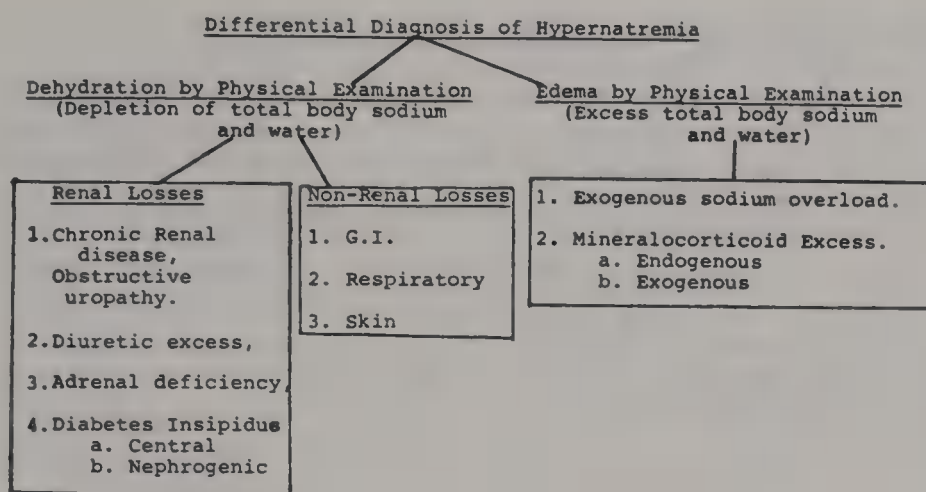 Differential Diagnosis of Hypernatremia
Dehydration by Physical Examination
(Depletion of total body sodium
and water)
Edema by Physical Examination
(Excess total body sodium
and water)
Renal Losses
1.Chronic Renal
disease,
Obstructive
uropathy.
2.Diuretic excess,
3.Adrenal deficiency,
4.Diabetes Insipidus
a. Central
b. Nephrogenic
Non-Renal Losses
1. G.I.
2. Respiratory
3. Skin
1. Exogenous sodium overload.
2. Mineralocorticoid Excess.
a. Endogenous
b. Exogenous